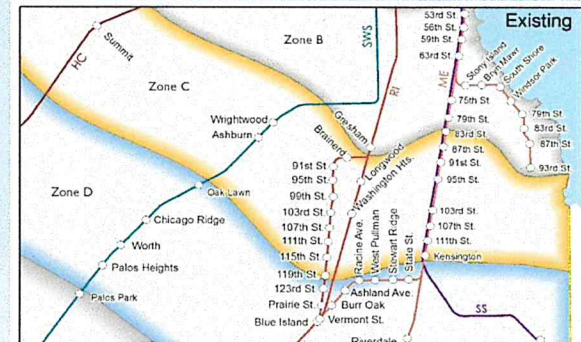 Existing
53rd St.
56th St.
59th St.
63rd St.
Zone B
SWS
RI
ME
HC
Summit
Stony Island
Bryn Mawr
South Shore
Windsor Park
Zone C
75th St.
79th St.
83rd St.
87th St.
91st St.
95th St.
103rd St.
107th St.
111th St.
Kensington
79th St.
83rd St.
87th St.
93rd St.
Wrightwood
Ashburn
Gresham
Brainerd
Longwood
Washington Hts.
91st St.
95th St.
99th St.
103rd St.
107th St.
111th St.
115th St.
119th St.
123rd St.
Prairie St.
Blue Island
Vermont St.
Burr Oak
Ashland Ave.
Racine Ave.
West Pullman
Stewart Ridge
State St.
Zone D
Oak Lawn
Chicago Ridge
Worth
Palos Heights
Palos Park
SS
Riverdale